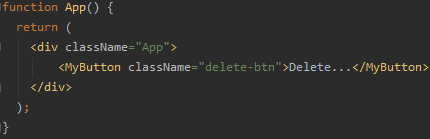 function App() {
  return (
    <div className="App">
        <MyButton className="delete-btn">Delete...</MyButton>
    </div>
  );
}